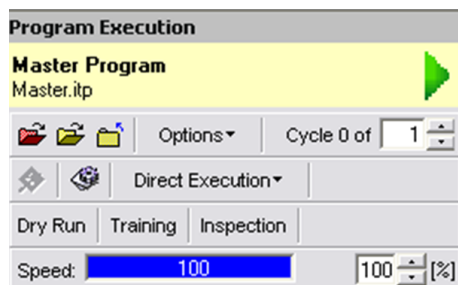 Program Execution
Master Program
Master.itp
Options Cycle 0 of 1
Direct Execution
Dry Run Training Inspection
Speed: 100 100 [%]